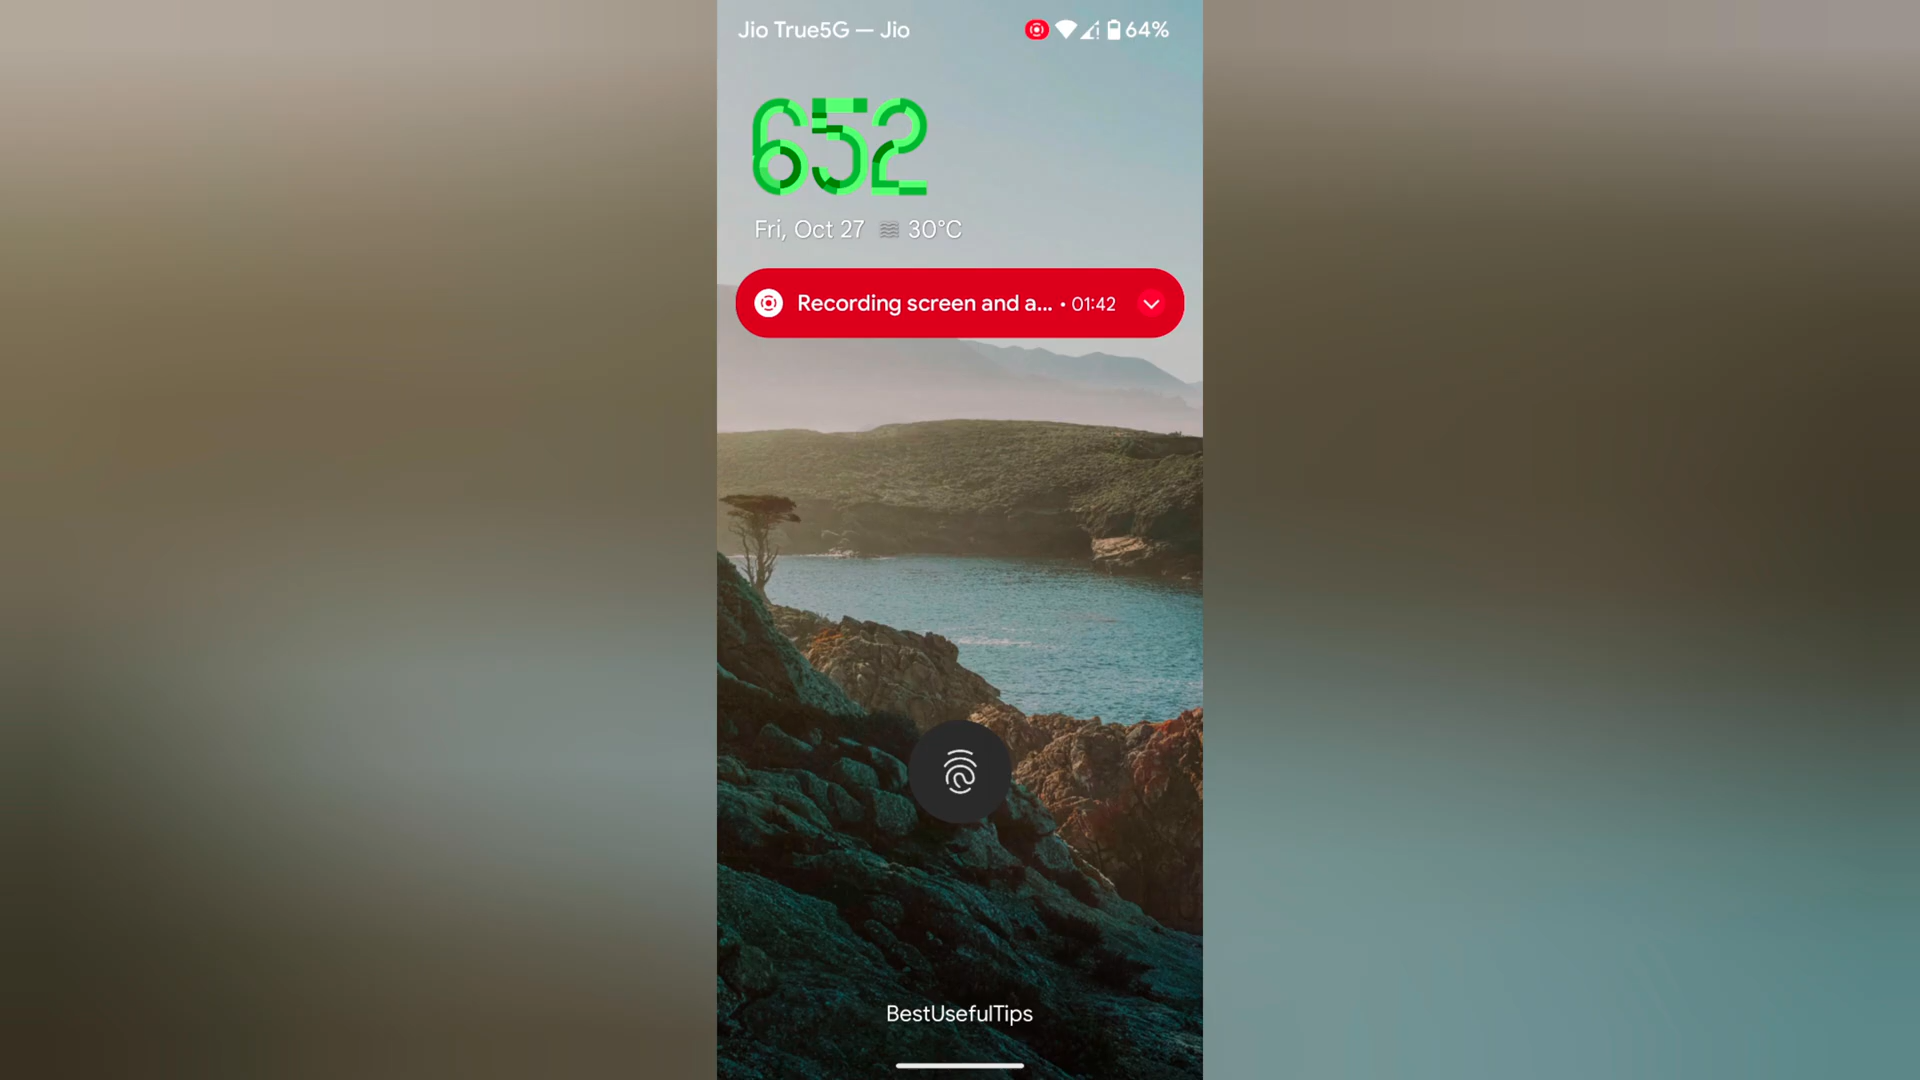 Jio True5G — Jio 64%
652
Fri, Oct 27 30°C
Recording screen and a... • 01:42
BestUsefulTips